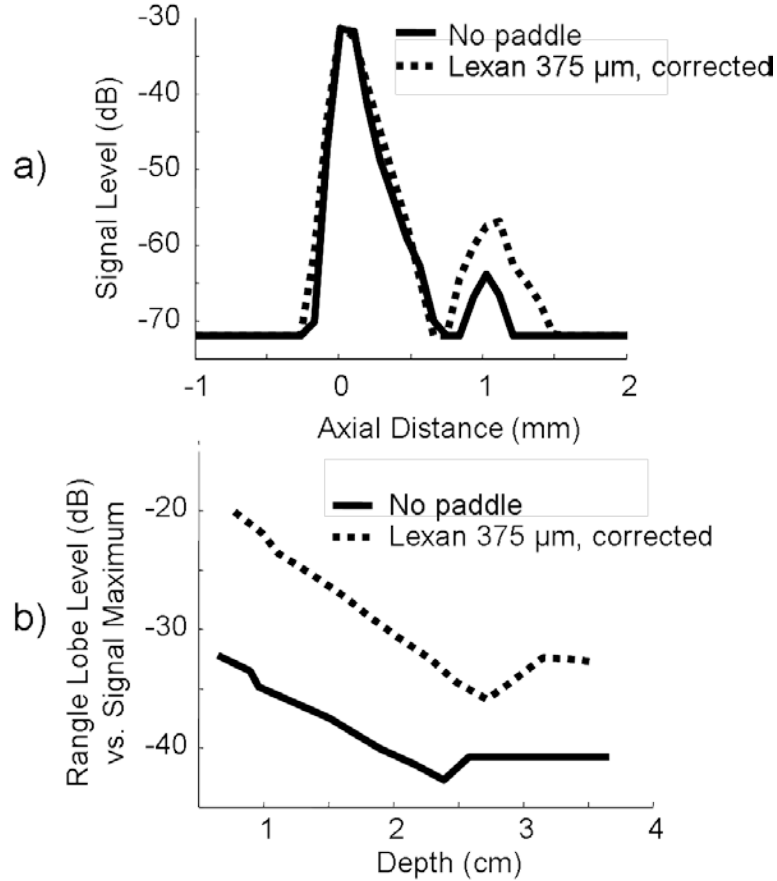 a)
Signal Level (dB)
-30
-40
-50
-60
-70
No paddle
Lexan 375 µm, corrected
-1
0
1
2
Axial Distance (mm)
b)
Rangle Lobe Level (dB)
vs. Signal Maximum
-20
-30
-40
No paddle
Lexan 375 µm, corrected
1
2
3
4
Depth (cm)